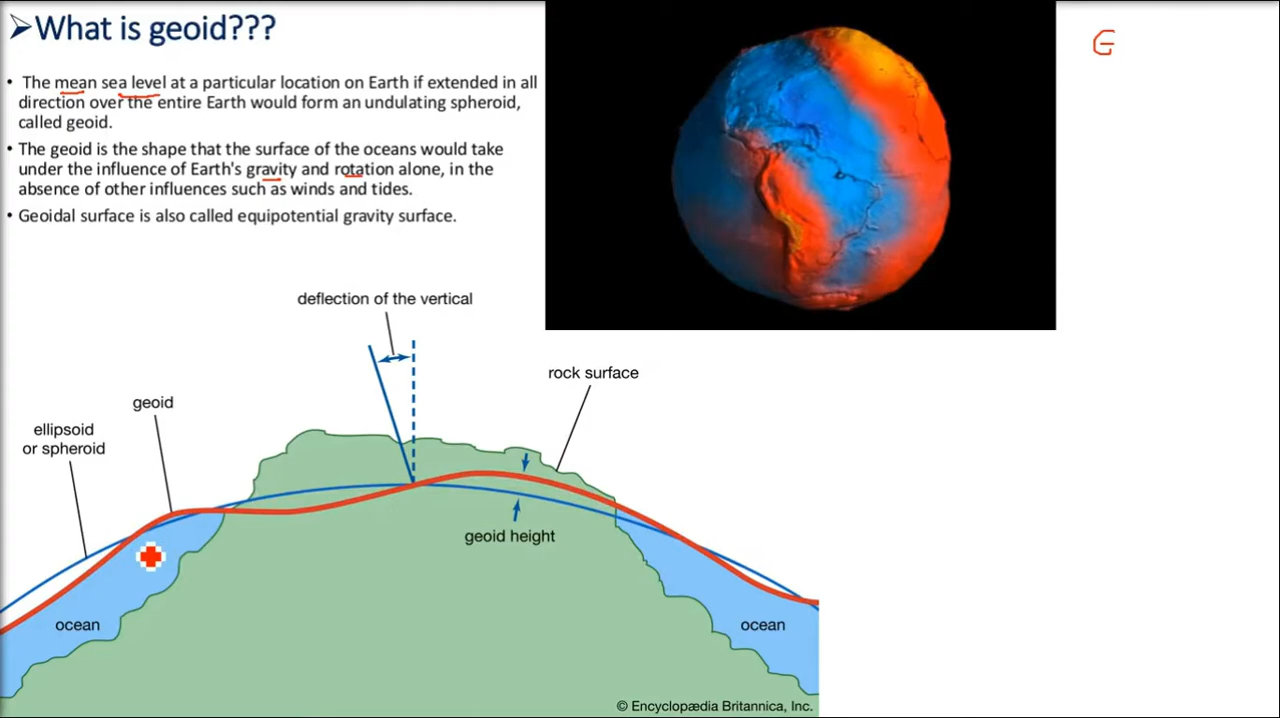 ➢What is geoid???
• The mean sea level at a particular location on Earth if extended in all
direction over the entire Earth would form an undulating spheroid,
called geoid.
• The geoid is the shape that the surface of the oceans would take
under the influence of Earth's gravity and rotation alone, in the
absence of other influences such as winds and tides.
• Geoidal surface is also called equipotential gravity surface.
deflection of the vertical
rock surface
geoid
ellipsoid
or spheroid
geoid height
ocean
ocean
© Encyclopædia Britannica, Inc.